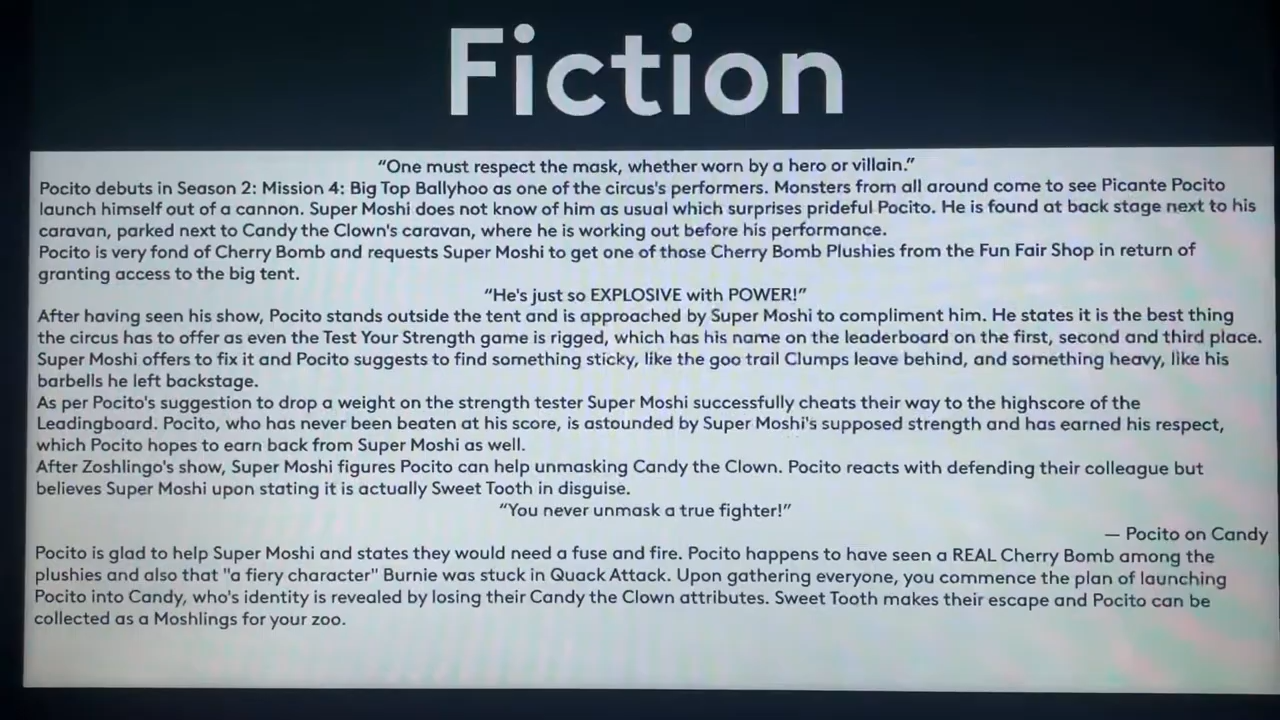 Fiction
“One must respect the mask, whether worn by a hero or villain.”
Pocito debuts in Season 2: Mission 4: Big Top Ballyhoo as one of the circus's performers. Monsters from all around come to see Picante Pocito
launch himself out of a cannon. Super Moshi does not know of him as usual which surprises prideful Pocito. He is found at back stage next to his
caravan, parked next to Candy the Clown's caravan, where he is working out before his performance.
Pocito is very fond of Cherry Bomb and requests Super Moshi to get one of those Cherry Bomb Plushies from the Fun Fair Shop in return of
granting access to the big tent.
“He's just so EXPLOSIVE with POWER!”
After having seen his show, Pocito stands outside the tent and is approached by Super Moshi to compliment him. He states it is the best thing
the circus has to offer as even the Test Your Strength game is rigged, which has his name on the leaderboard on the first, second and third place.
Super Moshi offers to fix it and Pocito suggests to find something sticky, like the goo trail Clumps leave behind, and something heavy, like his
barbells he left backstage.
As per Pocito's suggestion to drop a weight on the strength tester Super Moshi successfully cheats their way to the highscore of the
Leadingboard. Pocito, who has never been beaten at his score, is astounded by Super Moshi's supposed strength and has earned his respect,
which Pocito hopes to earn back from Super Moshi as well.
After Zoshlingo's show, Super Moshi figures Pocito can help unmasking Candy the Clown. Pocito reacts with defending their colleague but
believes Super Moshi upon stating it is actually Sweet Tooth in disguise.
“You never unmask a true fighter!”
— Pocito on Candy
Pocito is glad to help Super Moshi and states they would need a fuse and fire. Pocito happens to have seen a REAL Cherry Bomb among the
plushies and also that "a fiery character" Burnie was stuck in Quack Attack. Upon gathering everyone, you commence the plan of launching
Pocito into Candy, who's identity is revealed by losing their Candy the Clown attributes. Sweet Tooth makes their escape and Pocito can be
collected as a Moshlings for your zoo.